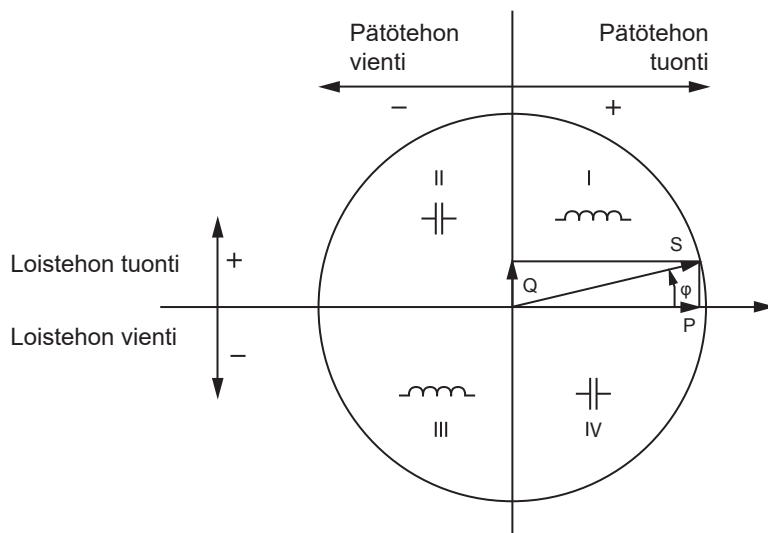 Pätötehon
vienti
Pätötehon
tuonti
−
+
II
I
S
Loistehon tuonti
+
Q
φ
P
Loistehon vienti
−
III
IV